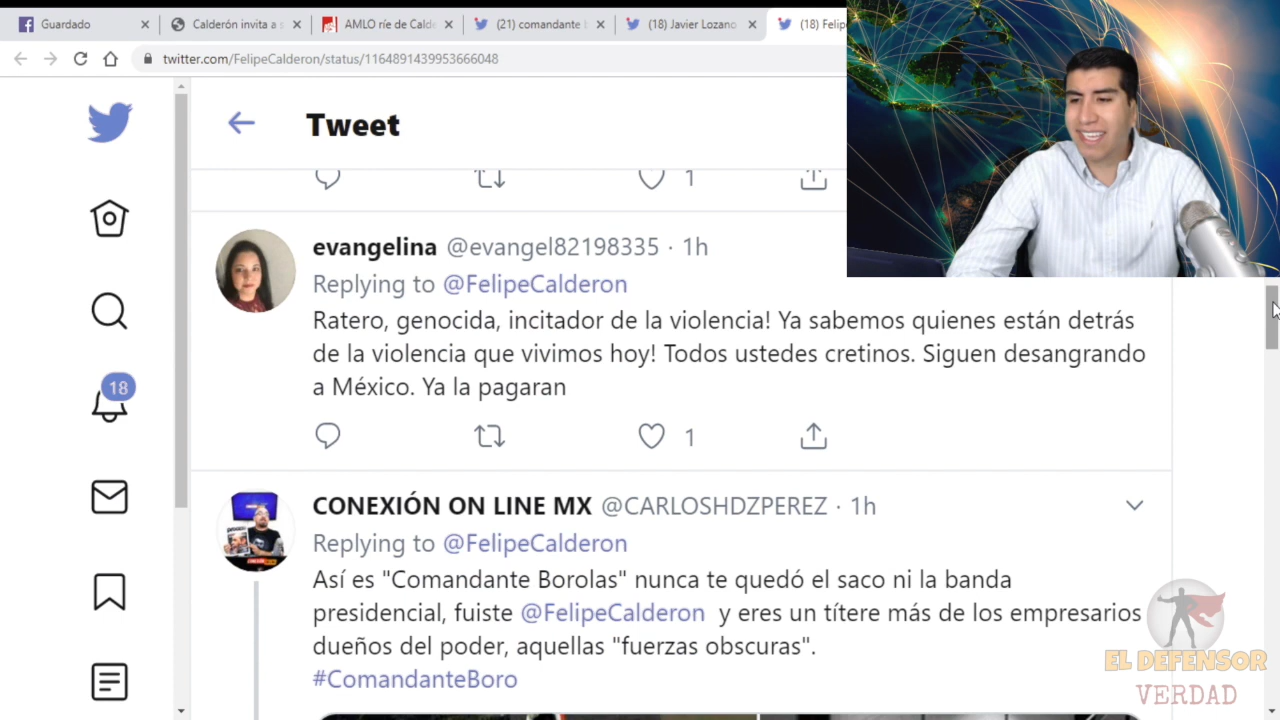 Guardado
Calderón invita a s
AMLO ríe de Calde
(21) comandante b
(18) Javier Lozano
(18) Felip
twitter.com/FelipeCalderon/status/1164891439953666048
Tweet
1
evangelina @evangel82198335 · 1h
Replying to @FelipeCalderon
Ratero, genocida, incitador de la violencia! Ya sabemos quienes están detrás
de la violencia que vivimos hoy! Todos ustedes cretinos. Siguen desangrando
a México. Ya la pagaran
18
1
CONEXIÓN ON LINE MX @CARLOSHDZPEREZ · 1h
Replying to @FelipeCalderon
Así es "Comandante Borolas" nunca te quedó el saco ni la banda
presidencial, fuiste @FelipeCalderon y eres un títere más de los empresarios
dueños del poder, aquellas "fuerzas obscuras".
#ComandanteBoro
EL DEFENSOR
VERDAD